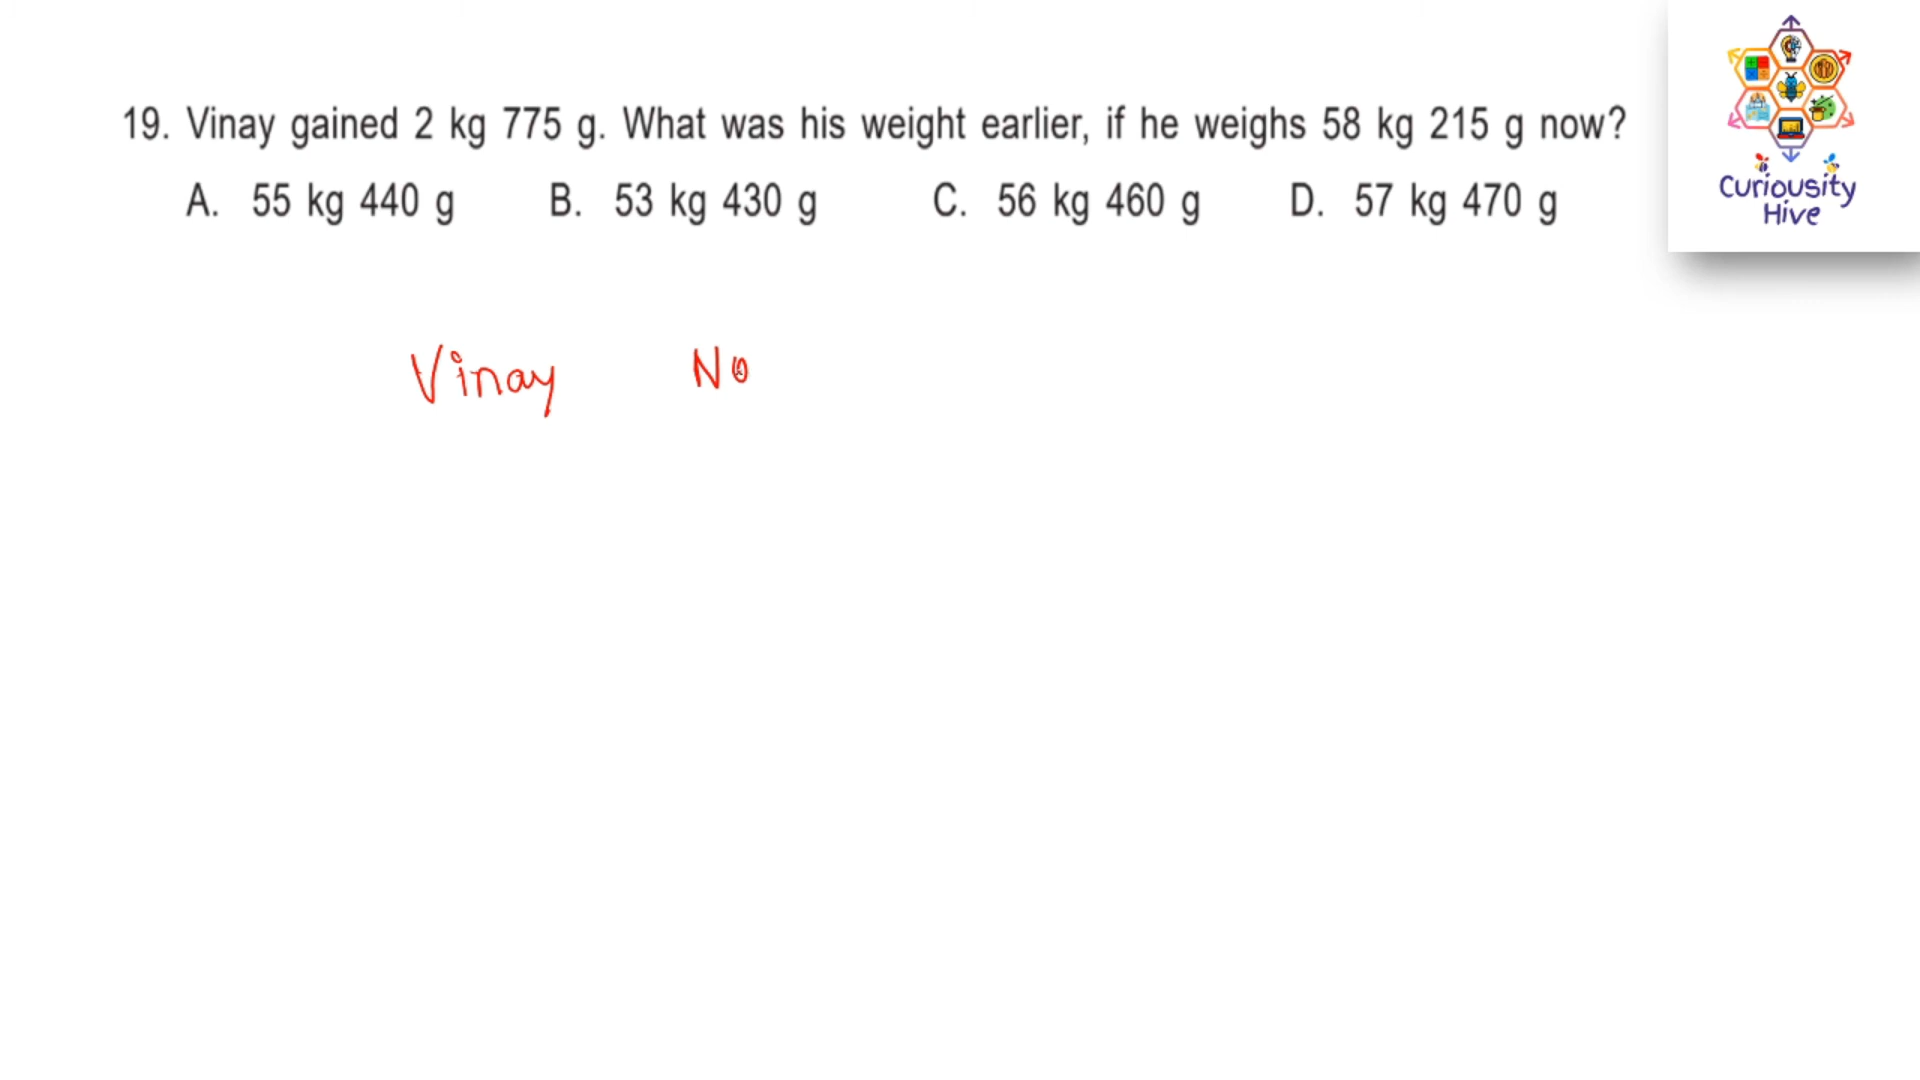 19. Vinay gained 2 kg 775 g. What was his weight earlier, if he weighs 58 kg 215 g now?
A. 55 kg 440 g B. 53 kg 430 g C. 56 kg 460 g D. 57 kg 470 g
Curiousity
Hive
Vinay No